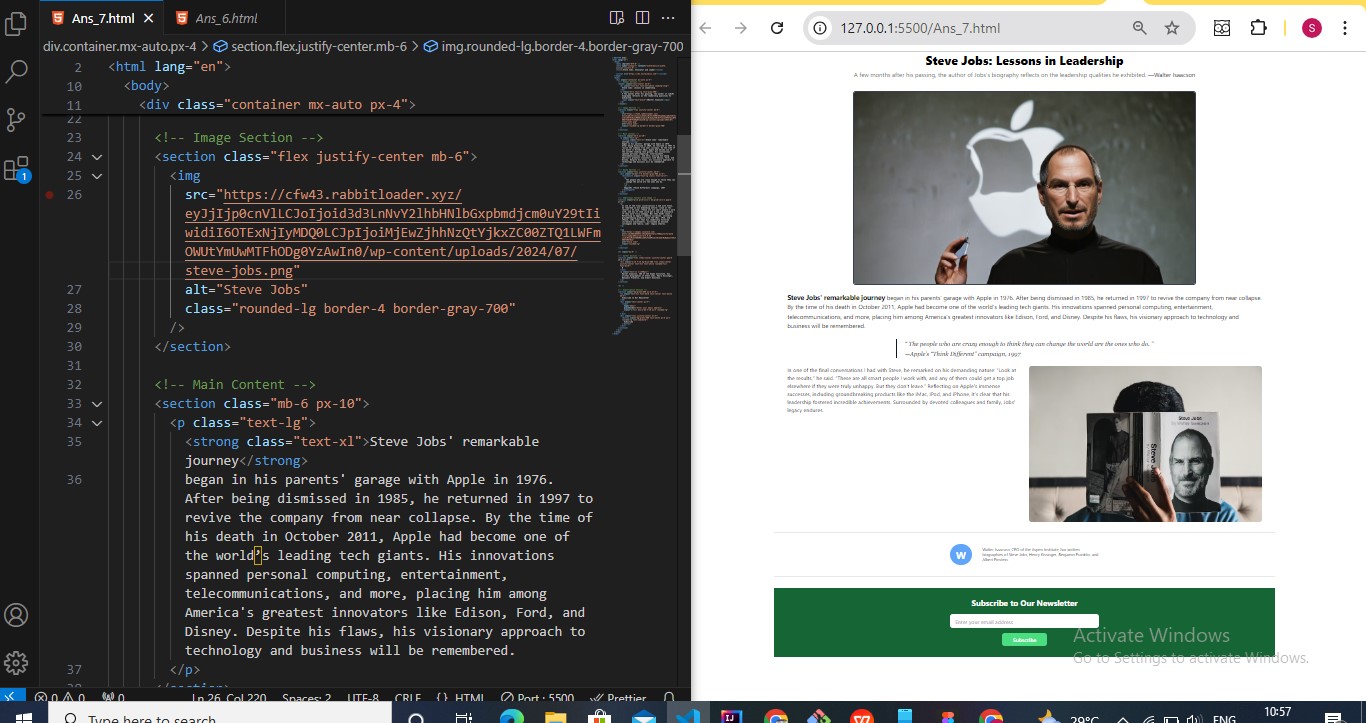 Ans_7.html
Ans_6.html
div.container.mx-auto.px-4 > section.flex.justify-center.mb-6 > img.rounded-lg.border-4.border-gray-700
2 <html lang="en">
10 <body>
11 <div class="container mx-auto px-4">
22
23 <!-- Image Section -->
24 <section class="flex justify-center mb-6">
25 <img
26 src="https://cfw43.rabbitloader.xyz/
eyJjIjp0cnVlLCJoIjoid3d3LnNvY2lhbHNlbGxpbmdjcm0uY29tIi
widiI6OTExNjIyMDQ0LCJpIjoiMjEwZjhhNzQtYjkxZC00ZTQ1LWFm
OWUtYmUwMTFhODg0YzAwIn0/wp-content/uploads/2024/07/
steve-jobs.png"
27 alt="Steve Jobs"
28 class="rounded-lg border-4 border-gray-700"
29 />
30 </section>
31
32 <!-- Main Content -->
33 <section class="mb-6 px-10">
34 <p class="text-lg">
35 <strong class="text-xl">Steve Jobs' remarkable
journey</strong>
36 began in his parents' garage with Apple in 1976.
After being dismissed in 1985, he returned in 1997 to
revive the company from near collapse. By the time of
his death in October 2011, Apple had become one of
the world’s leading tech giants. His innovations
spanned personal computing, entertainment,
telecommunications, and more, placing him among
America's greatest innovators like Edison, Ford, and
Disney. Despite his flaws, his visionary approach to
technology and business will be remembered.
37 </p>
38 </section>
1
0 0 0
Ln 26, Col 220 Spaces: 2 UTF-8 CRLF {} HTML Port : 5500 Prettier
127.0.0.1:5500/Ans_7.html
S
Steve Jobs: Lessons in Leadership
A few months after his passing, the author of Jobs's biography reflects on the leadership qualities he exhibited. —Walter Isaacson
Steve Jobs' remarkable journey began in his parents' garage with Apple in 1976. After being dismissed in 1985, he returned in 1997 to revive the company from near collapse.
By the time of his death in October 2011, Apple had become one of the world’s leading tech giants. His innovations spanned personal computing, entertainment,
telecommunications, and more, placing him among America's greatest innovators like Edison, Ford, and Disney. Despite his flaws, his visionary approach to technology and
business will be remembered.
" The people who are crazy enough to think they can change the world are the ones who do. "
—Apple's "Think Different" campaign, 1997
In one of the final conversations I had with Steve, he remarked on his demanding nature: "Look at
the results," he said. "These are all smart people I work with, and any of them could get a top job
elsewhere if they were truly unhappy. But they don't leave." Reflecting on Apple's immense
successes, including groundbreaking products like the iMac, iPod, and iPhone, it's clear that his
leadership fostered incredible achievements. Surrounded by devoted colleagues and family, Jobs'
legacy endures.
Steve Jobs
by Walter Isaacson
Steve Jobs
W
Walter Isaacson, CEO of the Aspen Institute, has written
biographies of Steve Jobs, Henry Kissinger, Benjamin Franklin, and
Albert Einstein.
Subscribe to Our Newsletter
Enter your email address
Subscribe
Activate Windows
Go to Settings to activate Windows.
Type here to search
29°C
ENG
10:57